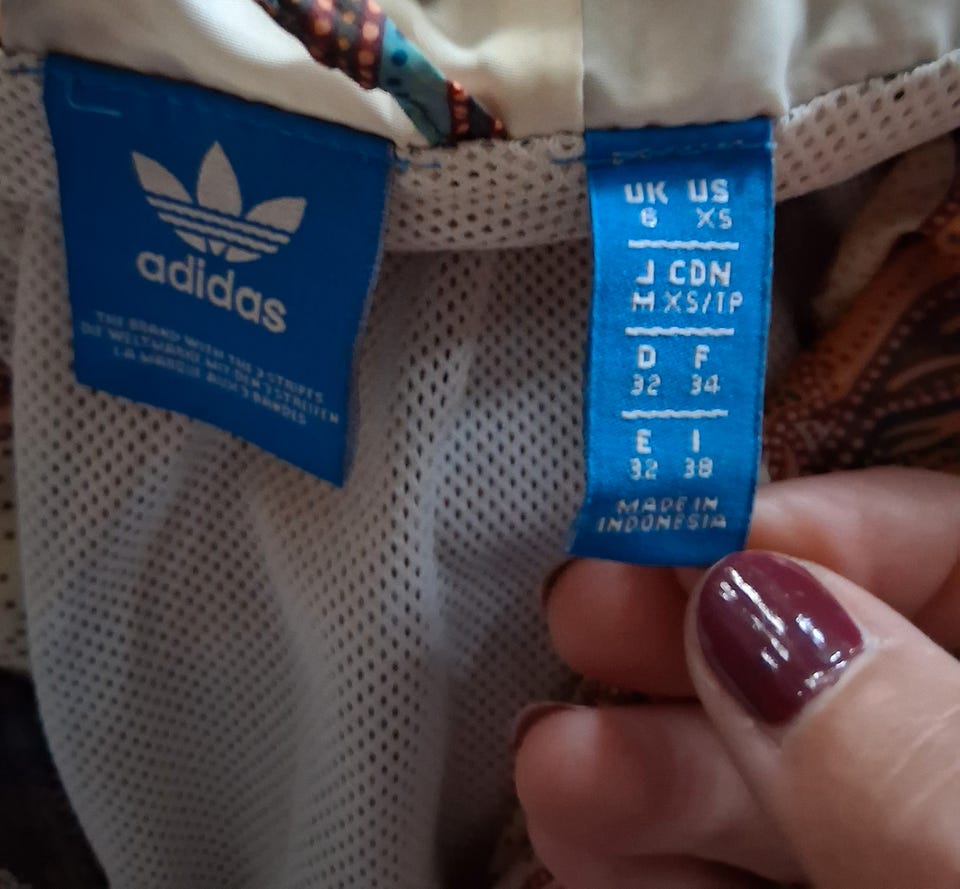 adidas
THE BRAND WITH THE 3 STRIPES
DIE WELTMARKE MIT DEN 3 STREIFEN
LA MARQUE AUX 3 BANDES
UK US
6 XS
J CDN
M XS/TP
D F
32 34
E I
32 38
MADE IN
INDONESIA